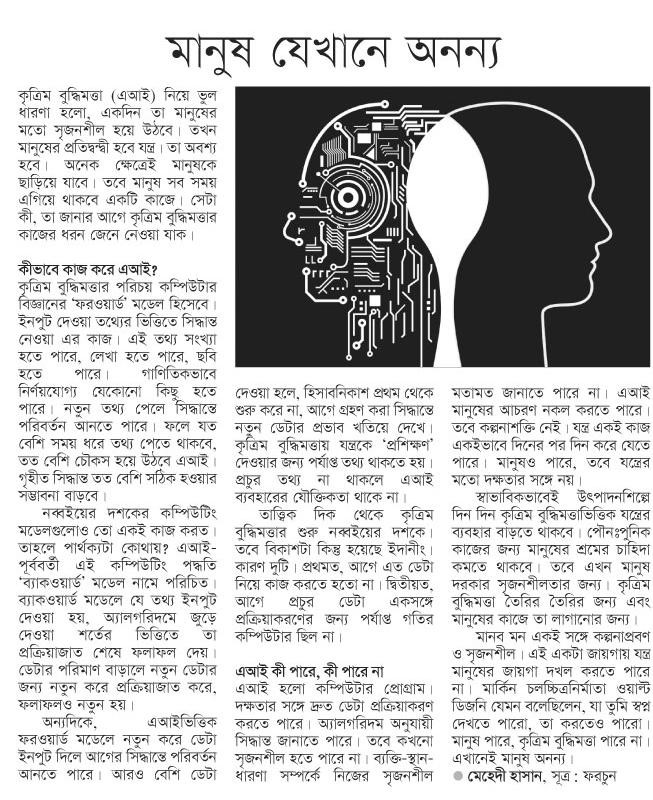 মানুষ যেখানে অনন্য
কৃত্রিম বুদ্ধিমত্তা (এআই) নিয়ে ভুল
ধারণা হলো, একদিন তা মানুষের
মতো সৃজনশীল হয়ে উঠবে। তখন
মানুষের প্রতিদ্বন্দ্বী হবে যন্ত্র। তা অবশ্য
হবে। অনেক ক্ষেত্রেই মানুষকে
ছাড়িয়ে যাবে। তবে মানুষ সব সময়
এগিয়ে থাকবে একটি কাজে। সেটা
কী, তা জানার আগে কৃত্রিম বুদ্ধিমত্তার
কাজের ধরন জেনে নেওয়া যাক।
কীভাবে কাজ করে এআই?
কৃত্রিম বুদ্ধিমত্তার পরিচয় কম্পিউটার
বিজ্ঞানের ‘ফরওয়ার্ড’ মডেল হিসেবে।
ইনপুট দেওয়া তথ্যের ভিত্তিতে সিদ্ধান্ত
নেওয়া এর কাজ। এই তথ্য সংখ্যা
হতে পারে, লেখা হতে পারে, ছবি
হতে পারে। গাণিতিকভাবে
নির্ণয়যোগ্য যেকোনো কিছু হতে
পারে। নতুন তথ্য পেলে সিদ্ধান্তে
পরিবর্তন আনতে পারে। ফলে যত
বেশি সময় ধরে তথ্য পেতে থাকবে,
তত বেশি চৌকস হয়ে উঠবে এআই।
গৃহীত সিদ্ধান্ত তত বেশি সঠিক হওয়ার
সম্ভাবনা বাড়বে।
নব্বইয়ের দশকের কম্পিউটিং
মডেলগুলোও তো একই কাজ করত।
তাহলে পার্থক্যটা কোথায়? এআই-
পূর্ববর্তী এই কম্পিউটিং পদ্ধতি
‘ব্যাকওয়ার্ড’ মডেল নামে পরিচিত।
ব্যাকওয়ার্ড মডেলে যে তথ্য ইনপুট
দেওয়া হয়, অ্যালগরিদমে জুড়ে
দেওয়া শর্তের ভিত্তিতে তা
প্রক্রিয়াজাত শেষে ফলাফল দেয়।
ডেটার পরিমাণ বাড়ালে নতুন ডেটার
জন্য নতুন করে প্রক্রিয়াজাত করে,
ফলাফলও নতুন হয়।
অন্যদিকে, এআইভিত্তিক
ফরওয়ার্ড মডেলে নতুন করে ডেটা
ইনপুট দিলে আগের সিদ্ধান্তে পরিবর্তন
আনতে পারে। আরও বেশি ডেটা
দেওয়া হলে, হিসাবনিকাশ প্রথম থেকে
শুরু করে না, আগে গ্রহণ করা সিদ্ধান্তে
নতুন ডেটার প্রভাব খতিয়ে দেখে।
কৃত্রিম বুদ্ধিমত্তায় যন্ত্রকে ‘প্রশিক্ষণ’
দেওয়ার জন্য পর্যাপ্ত তথ্য থাকতে হয়।
প্রচুর তথ্য না থাকলে এআই
ব্যবহারের যৌক্তিকতা থাকে না।
তাত্ত্বিক দিক থেকে কৃত্রিম
বুদ্ধিমত্তার শুরু নব্বইয়ের দশকে।
তবে বিকাশটা কিন্তু হয়েছে ইদানীং।
কারণ দুটি। প্রথমত, আগে এত ডেটা
নিয়ে কাজ করতে হতো না। দ্বিতীয়ত,
আগে প্রচুর ডেটা একসঙ্গে
প্রক্রিয়াকরণের জন্য পর্যাপ্ত গতির
কম্পিউটার ছিল না।
এআই কী পারে, কী পারে না
এআই হলো কম্পিউটার প্রোগ্রাম।
দক্ষতার সঙ্গে দ্রুত ডেটা প্রক্রিয়াকরণ
করতে পারে। অ্যালগরিদম অনুযায়ী
সিদ্ধান্ত জানাতে পারে। তবে কখনো
সৃজনশীল হতে পারে না। ব্যক্তি-স্থান-
ধারণা সম্পর্কে নিজের সৃজনশীল
মতামত জানাতে পারে না। এআই
মানুষের আচরণ নকল করতে পারে।
তবে কল্পনাশক্তি নেই। যন্ত্র একই কাজ
একইভাবে দিনের পর দিন করে যেতে
পারে। মানুষও পারে, তবে যন্ত্রের
মতো দক্ষতার সঙ্গে নয়।
স্বাভাবিকভাবেই উৎপাদনশিল্পে
দিন দিন কৃত্রিম বুদ্ধিমত্তাভিত্তিক যন্ত্রের
ব্যবহার বাড়তে থাকবে। পৌনঃপুনিক
কাজের জন্য মানুষের শ্রমের চাহিদা
কমতে থাকবে। তবে এখন মানুষ
দরকার সৃজনশীলতার জন্য। কৃত্রিম
বুদ্ধিমত্তা তৈরির তৈরির জন্য এবং
মানুষের কাজে তা লাগানোর জন্য।
মানব মন একই সঙ্গে কল্পনাপ্রবণ
ও সৃজনশীল। এই একটা জায়গায় যন্ত্র
মানুষের জায়গা দখল করতে পারে
না। মার্কিন চলচ্চিত্রনির্মাতা ওয়াল্ট
ডিজনি যেমন বলেছিলেন, যা তুমি স্বপ্ন
দেখতে পারো, তা করতেও পারো।
মানুষ পারে, কৃত্রিম বুদ্ধিমত্তা পারে না।
এখানেই মানুষ অনন্য।
● মেহেদী হাসান, সূত্র : ফরচুন